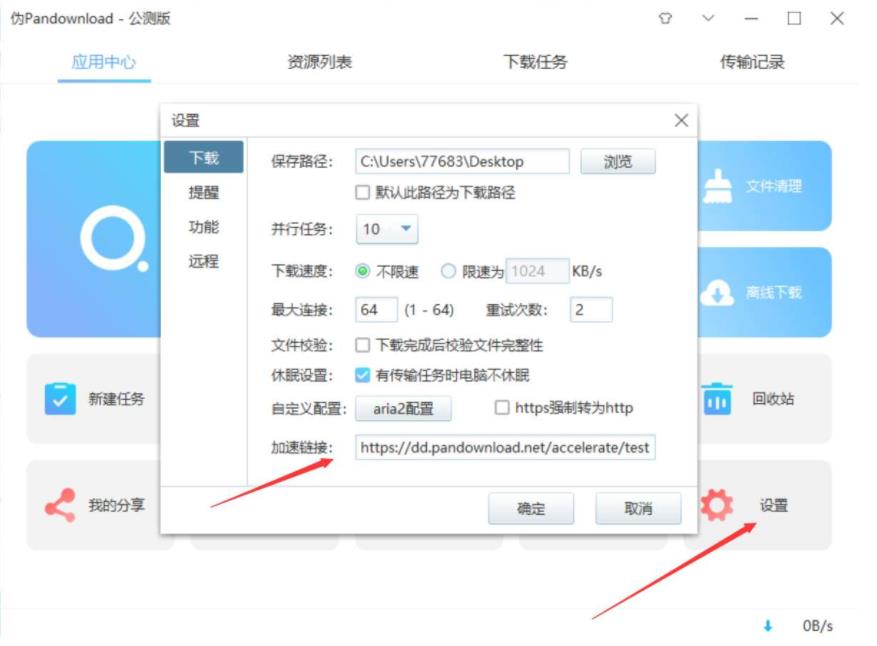 伪Pandownload - 公测版
应用中心 资源列表 下载任务 传输记录
设置
下载
提醒
功能
远程
保存路径: C:\Users\77683\Desktop 浏览
默认此路径为下载路径
并行任务: 10
下载速度: 不限速 限速为 1024 KB/s
最大连接: 64 (1 - 64) 重试次数: 2
文件校验: 下载完成后校验文件完整性
休眠设置: 有传输任务时电脑不休眠
自定义配置: aria2配置 https强制转为http
加速链接: https://dd.pandownload.net/accelerate/test
确定 取消
文件清理
离线下载
新建任务 回收站
我的分享 设置
0B/s